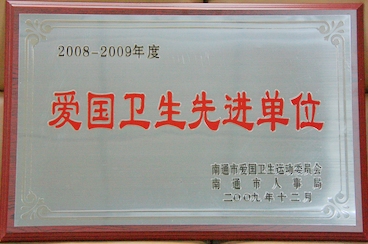 2008-2009年度
爱国卫生先进单位
南通市爱国卫生运动委员会
南通市人事局
二〇〇九年十二月